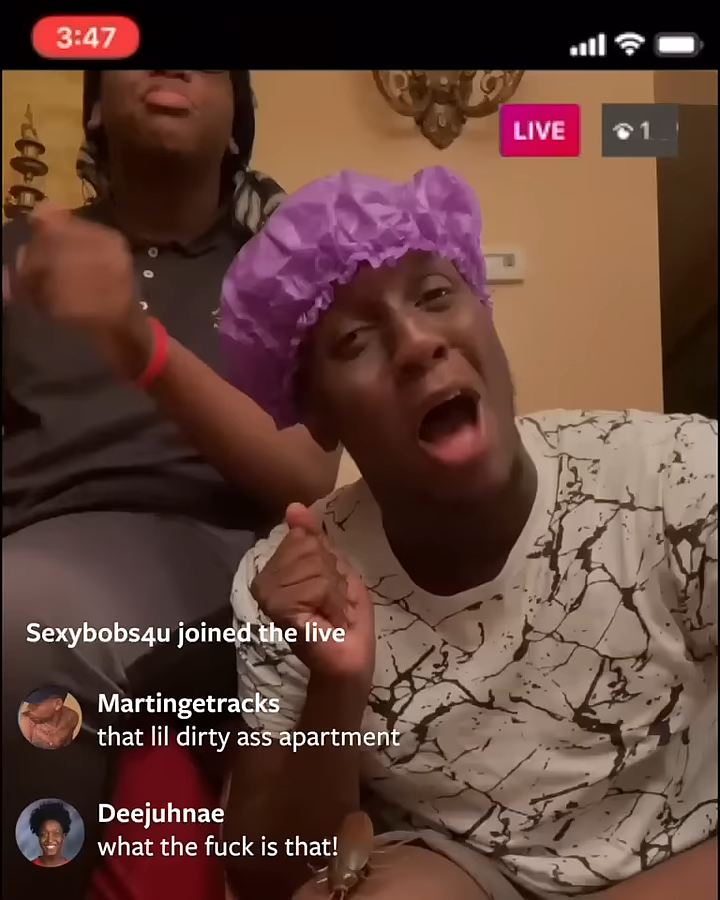 3:47
LIVE
1
Sexybobs4u joined the live
Martingetracks
that lil dirty ass apartment
Deejuhnae
what the fuck is that!